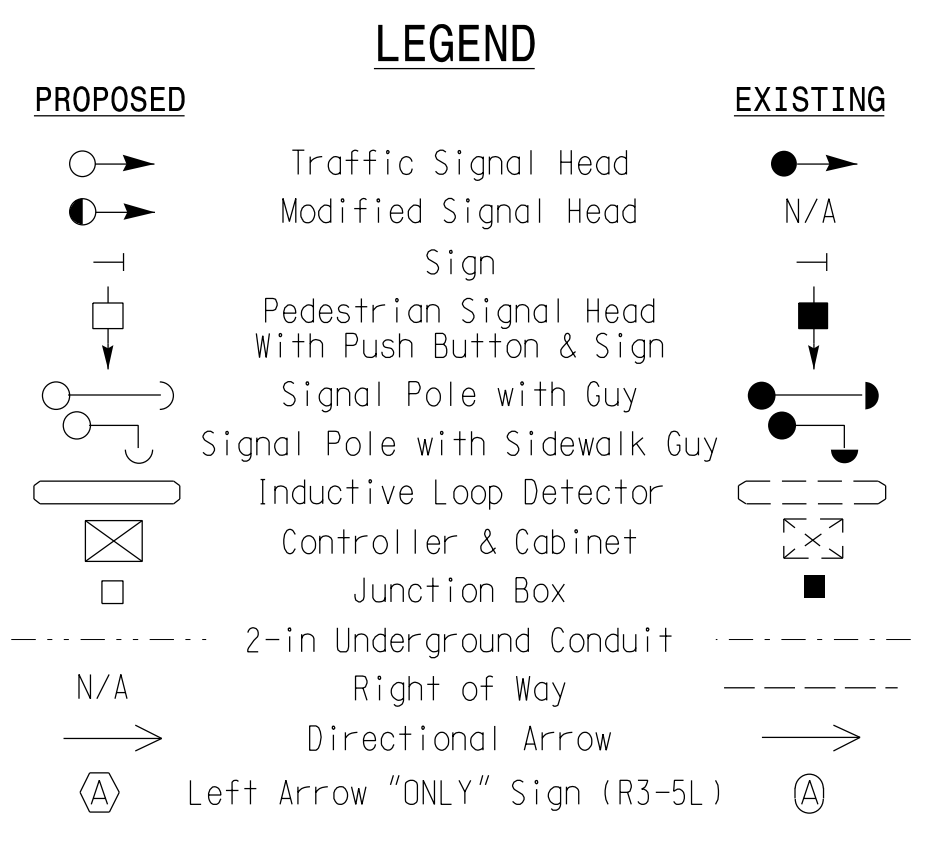 LEGEND
PROPOSED EXISTING
Traffic Signal Head
Modified Signal Head N/A
Sign
Pedestrian Signal Head
With Push Button & Sign
Signal Pole with Guy
Signal Pole with Sidewalk Guy
Inductive Loop Detector
Controller & Cabinet
Junction Box
2-in Underground Conduit
N/A Right of Way
Directional Arrow
A Left Arrow "ONLY" Sign (R3-5L) A